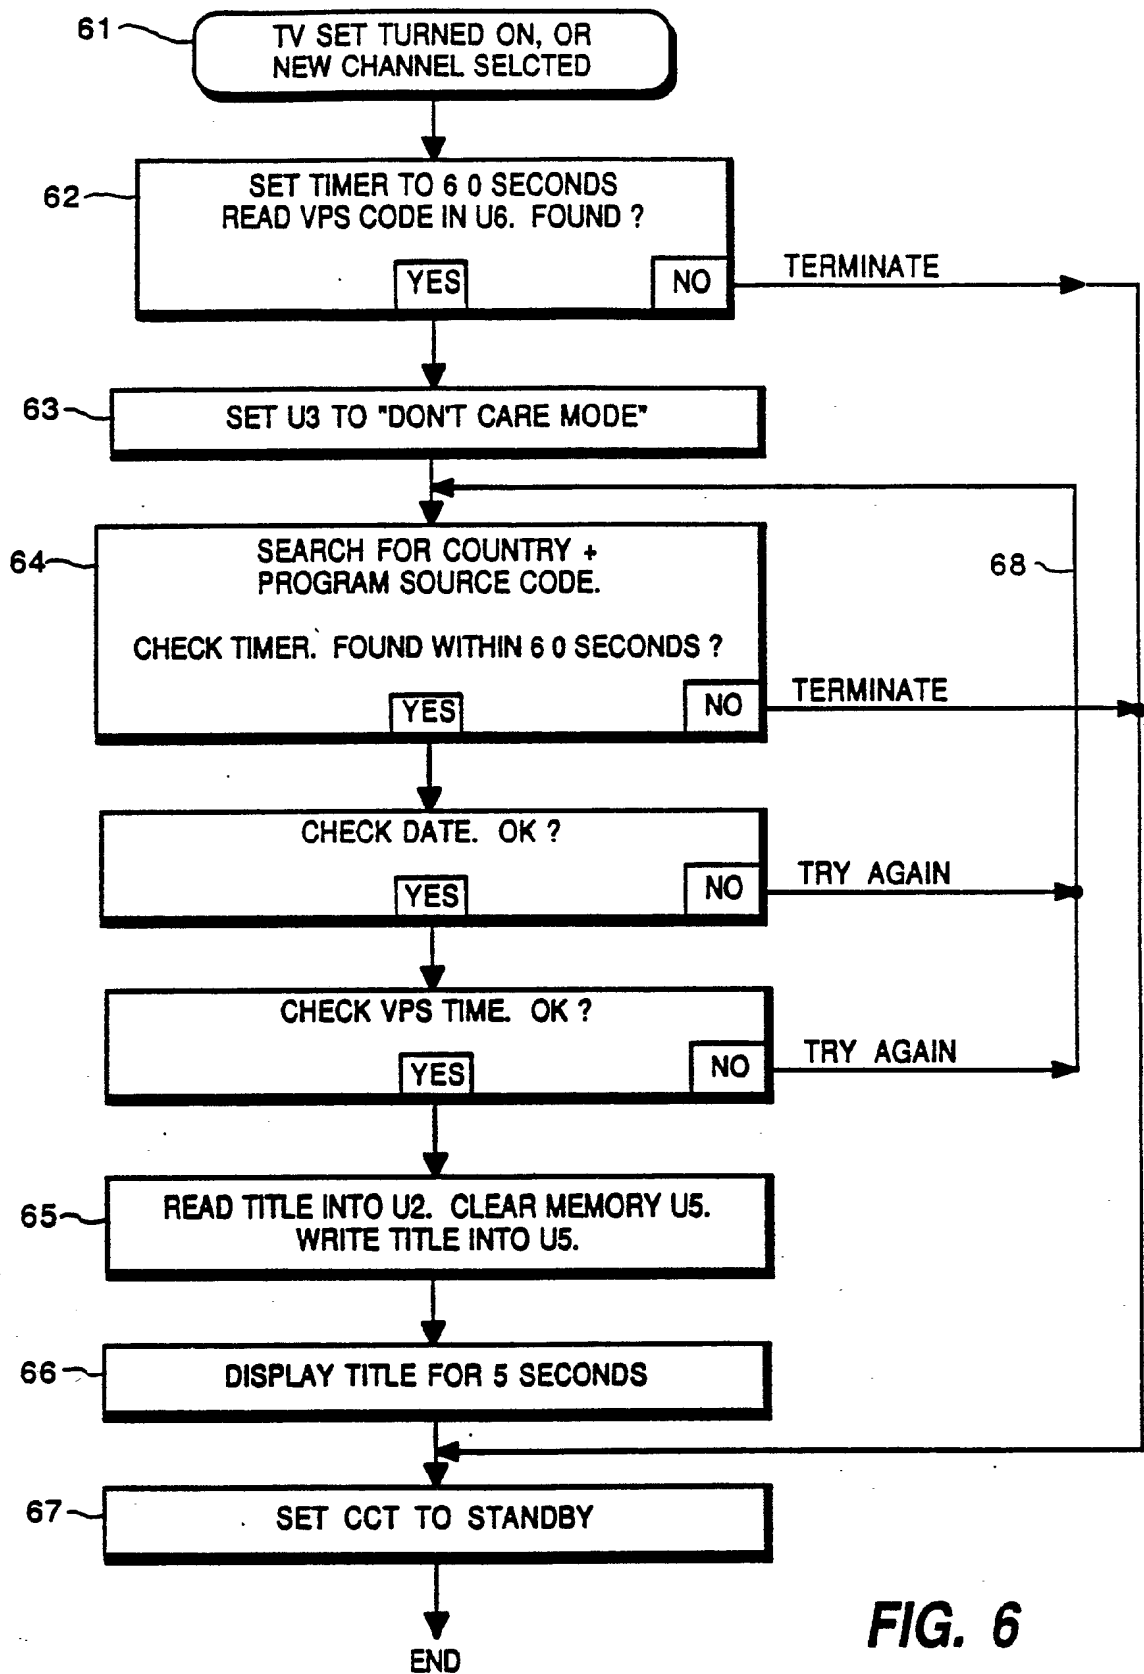 61
TV SET TURNED ON, OR
NEW CHANNEL SELCTED
62
SET TIMER TO 6 0 SECONDS
READ VPS CODE IN U6. FOUND ?
YES
NO
TERMINATE
63
SET U3 TO "DON'T CARE MODE"
64
SEARCH FOR COUNTRY +
PROGRAM SOURCE CODE.
68
CHECK TIMER. FOUND WITHIN 6 0 SECONDS ?
YES
NO
TERMINATE
CHECK DATE. OK ?
YES
NO
TRY AGAIN
CHECK VPS TIME. OK ?
YES
NO
TRY AGAIN
65
READ TITLE INTO U2. CLEAR MEMORY U5.
WRITE TITLE INTO U5.
66
DISPLAY TITLE FOR 5 SECONDS
67
SET CCT TO STANDBY
END
FIG. 6